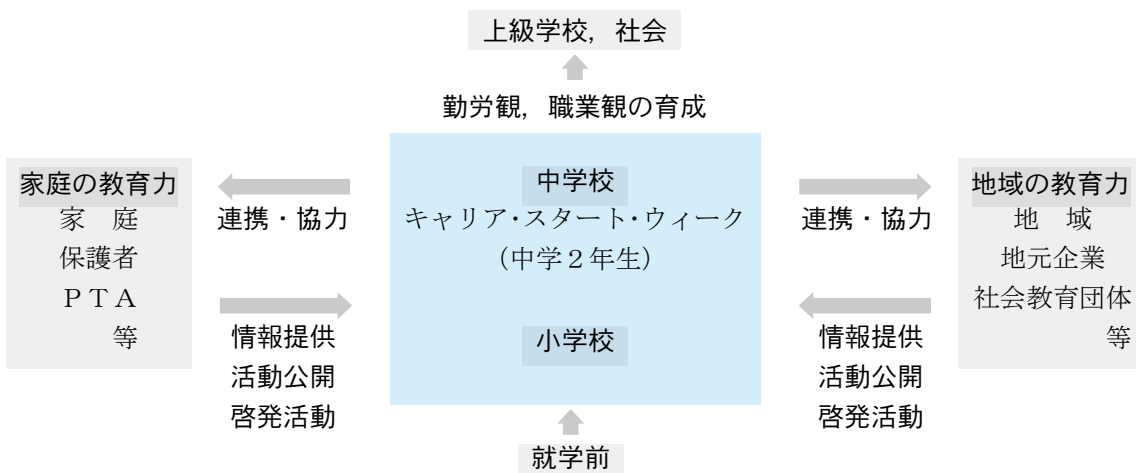 上級学校，社会
勤労観，職業観の育成
家庭の教育力
家　庭
保護者
ＰＴＡ
等
連携・協力
情報提供
活動公開
啓発活動
中学校
キャリア・スタート・ウィーク
（中学２年生）
小学校
連携・協力
情報提供
活動公開
啓発活動
地域の教育力
地　域
地元企業
社会教育団体
等
就学前